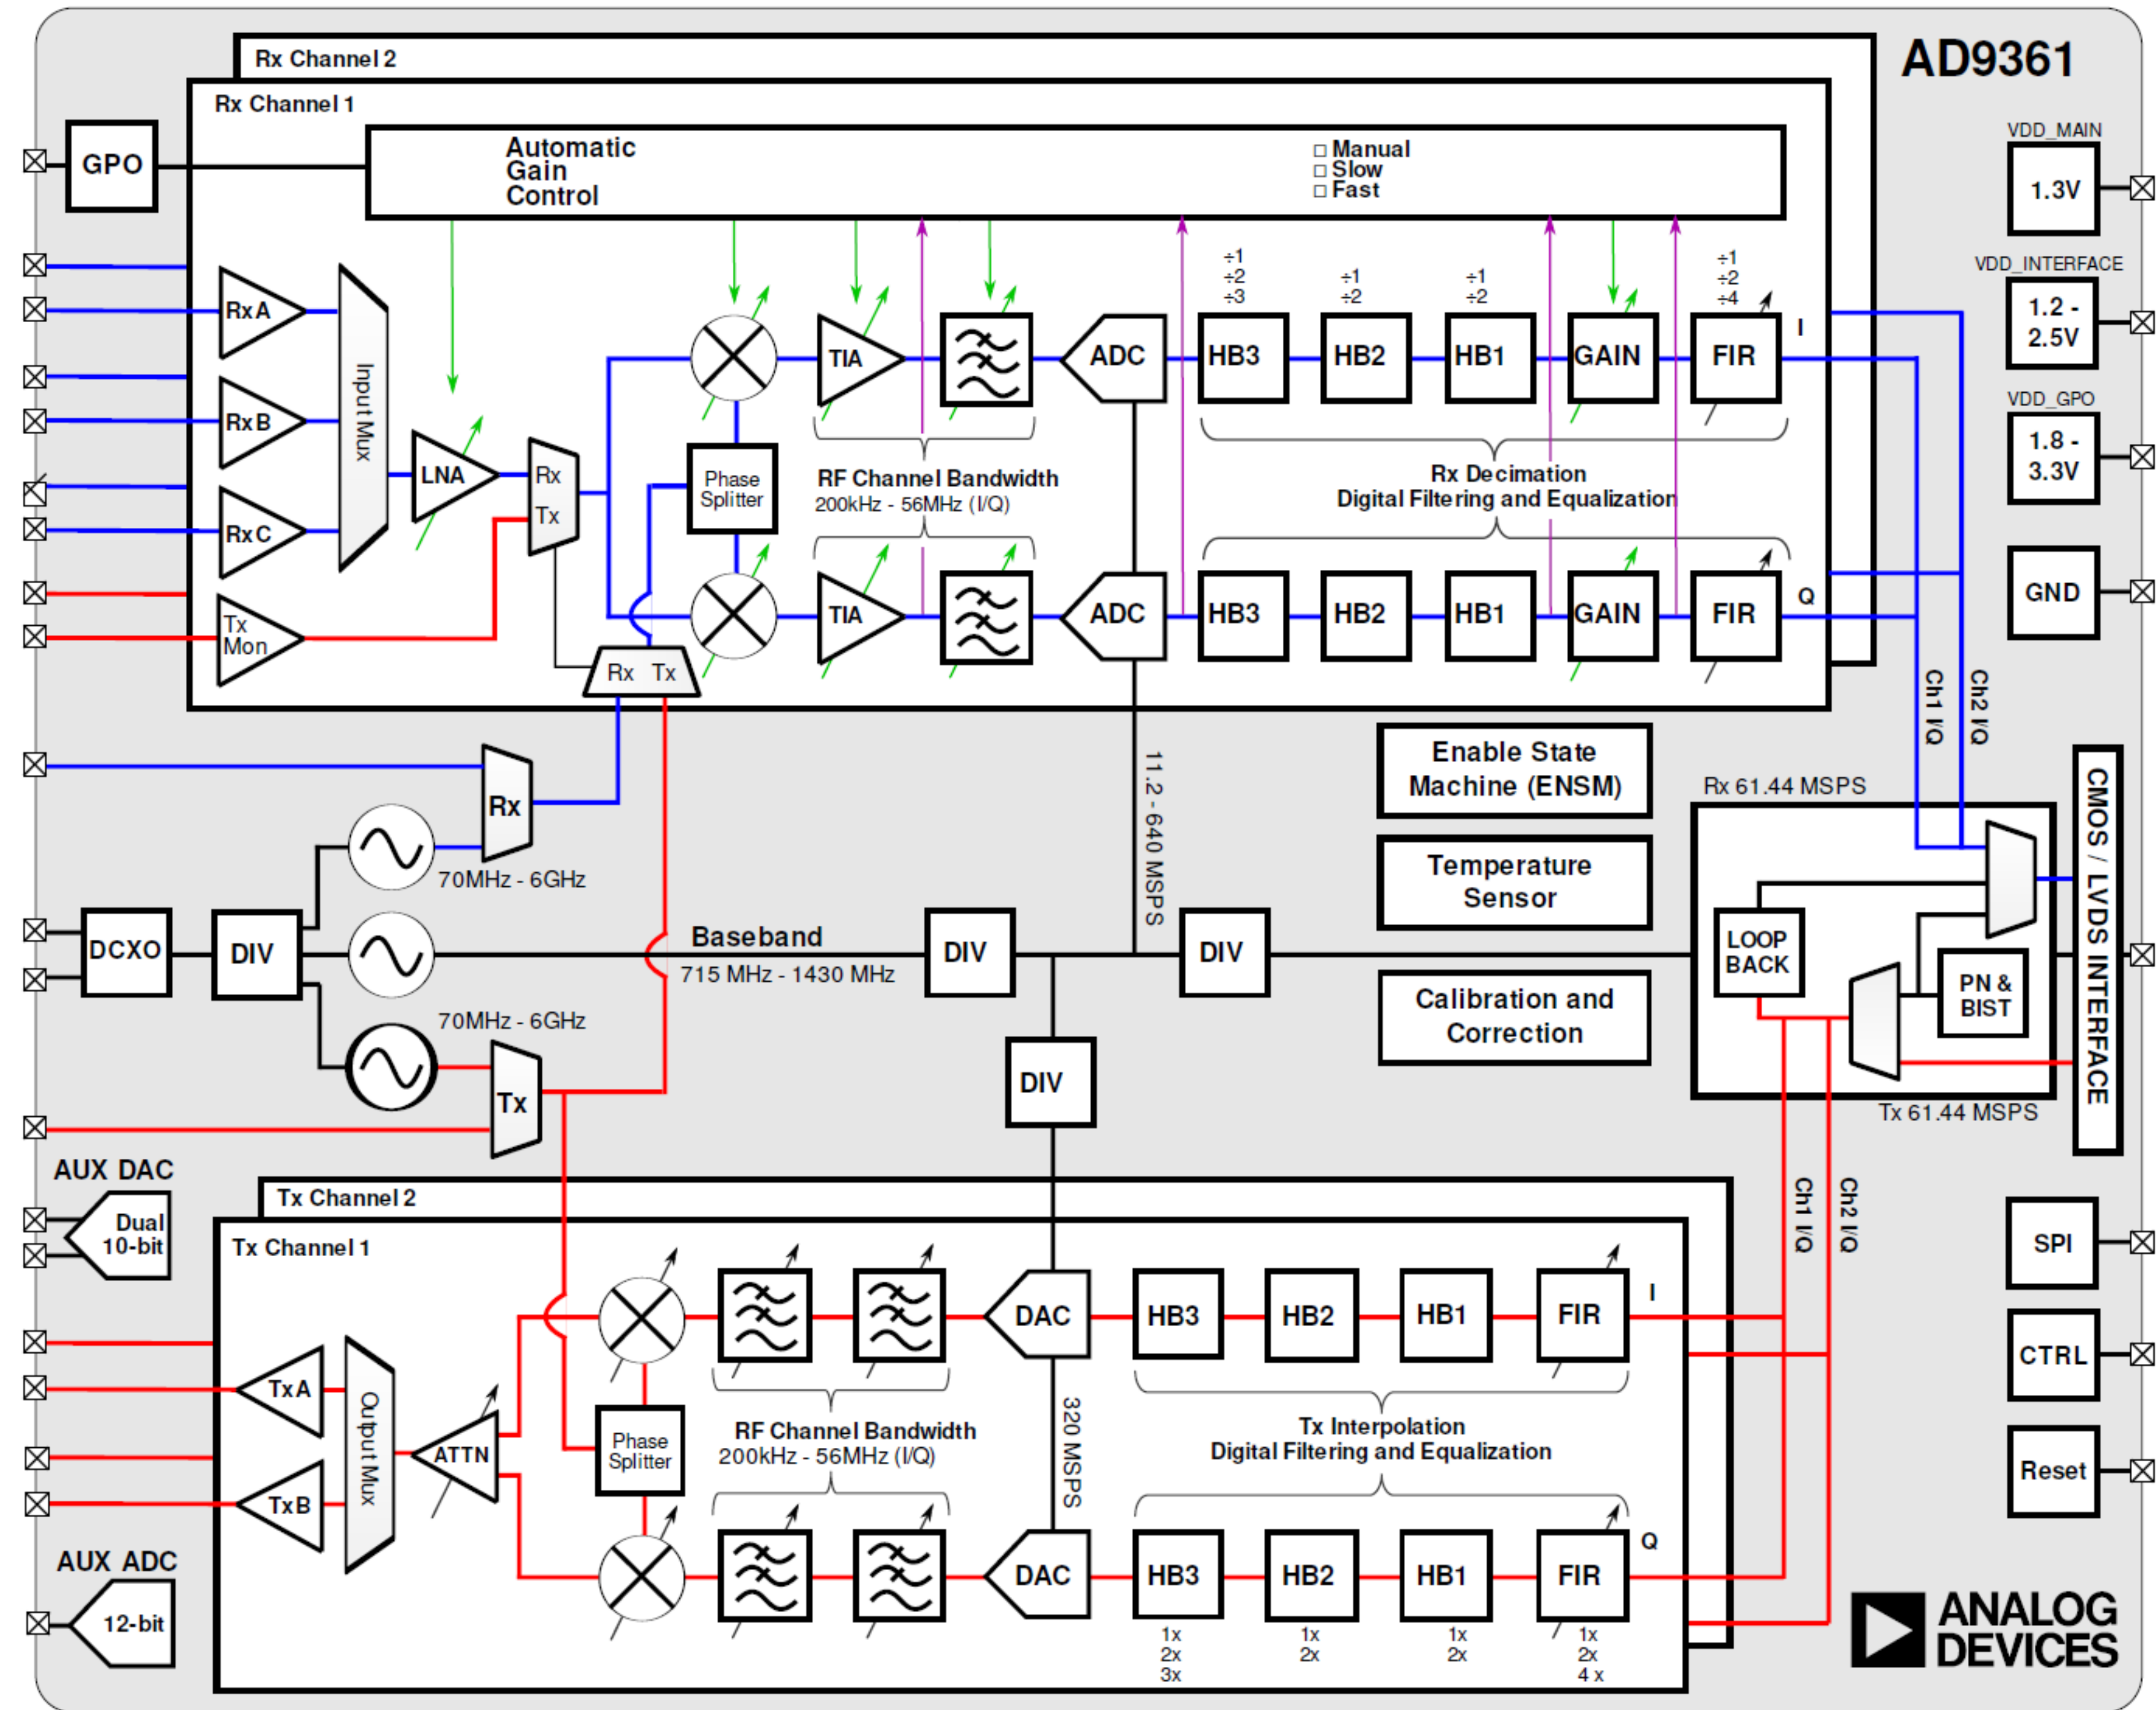 AD9361
Rx Channel 2
Rx Channel 1
GPO
Automatic
Gain
Control
□ Manual
□ Slow
□ Fast
VDD_MAIN
1.3V
VDD_INTERFACE
1.2 -
2.5V
VDD_GPO
1.8 -
3.3V
GND
RxA
RxB
RxC
Tx
Mon
Input Mux
LNA
Rx
Tx
Phase
Splitter
TIA
ADC
÷1
÷2
÷3
HB3
÷1
÷2
HB2
÷1
÷2
HB1
GAIN
÷1
÷2
÷4
FIR
I
RF Channel Bandwidth
200kHz - 56MHz (I/Q)
Rx Decimation
Digital Filtering and Equalization
TIA
ADC
HB3
HB2
HB1
GAIN
FIR
Q
Rx Tx
Ch1 I/Q
Ch2 I/Q
Rx
70MHz - 6GHz
11.2 - 640 MSPS
Enable State
Machine (ENSM)
Temperature
Sensor
Calibration and
Correction
Rx 61.44 MSPS
LOOP
BACK
PN &
BIST
Tx 61.44 MSPS
CMOS / LVDS INTERFACE
DCXO
DIV
Baseband
715 MHz - 1430 MHz
DIV
DIV
DIV
70MHz - 6GHz
Tx
AUX DAC
Dual
10-bit
Tx Channel 2
Tx Channel 1
TxA
TxB
Output Mux
ATTN
Phase
Splitter
DAC
HB3
HB2
HB1
FIR
I
RF Channel Bandwidth
200kHz - 56MHz (I/Q)
320 MSPS
Tx Interpolation
Digital Filtering and Equalization
DAC
HB3
HB2
HB1
FIR
Q
1x
2x
3x
1x
2x
1x
2x
1x
2x
4 x
Ch1 I/Q
Ch2 I/Q
SPI
CTRL
Reset
AUX ADC
12-bit
ANALOG
DEVICES